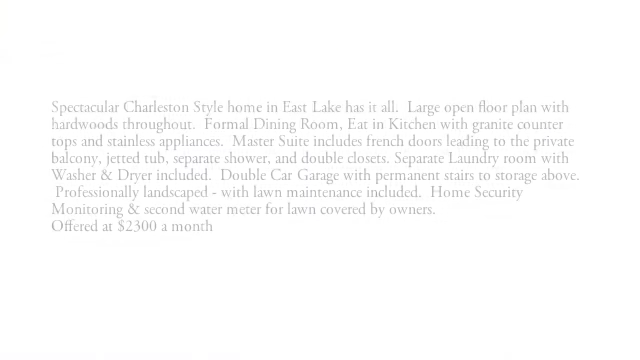 Spectacular Charleston Style home in East Lake has it all.  Large open floor plan with
hardwoods throughout.  Formal Dining Room, Eat in Kitchen with granite counter
tops and stainless appliances.  Master Suite includes french doors leading to the private
balcony, jetted tub, separate shower, and double closets. Separate Laundry room with
Washer & Dryer included.  Double Car Garage with permanent stairs to storage above.
Professionally landscaped - with lawn maintenance included.  Home Security
Monitoring & second water meter for lawn covered by owners.
Offered at $2300 a month